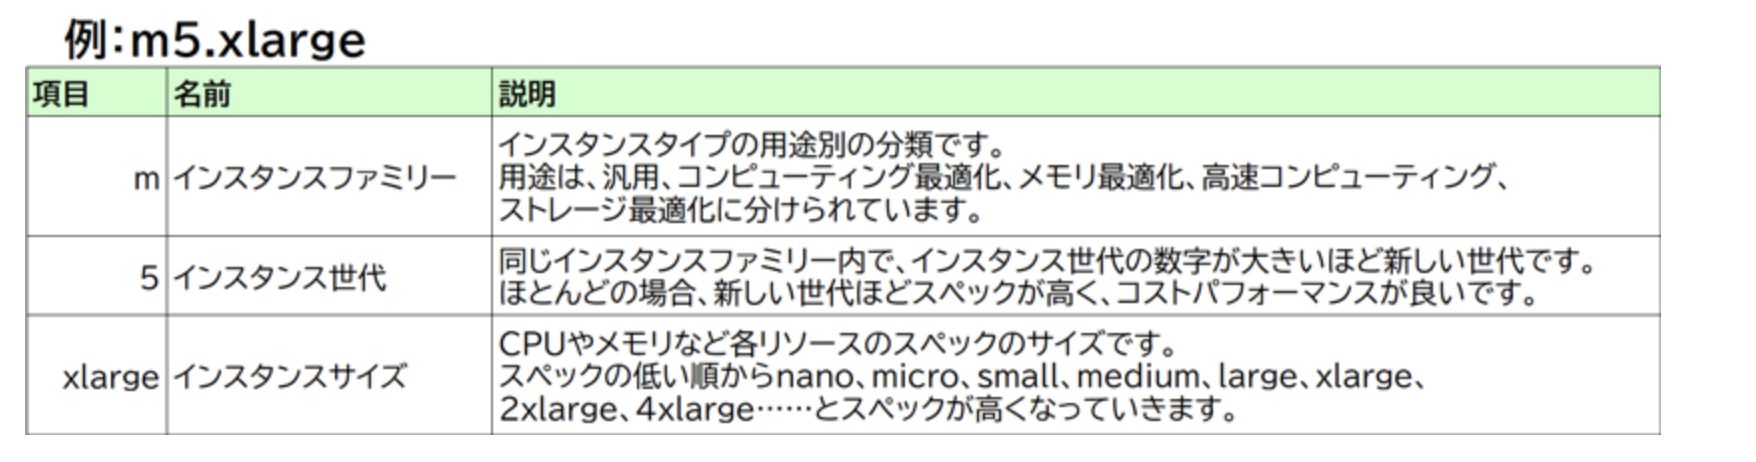 例：m5.xlarge
項目 名前 説明
m インスタンスファミリー インスタンスタイプの用途別の分類です。
用途は、汎用、コンピューティング最適化、メモリ最適化、高速コンピューティング、
ストレージ最適化に分けられています。
5 インスタンス世代 同じインスタンスファミリー内で、インスタンス世代の数字が大きいほど新しい世代です。
ほとんどの場合、新しい世代ほどスペックが高く、コストパフォーマンスが良いです。
xlarge インスタンスサイズ CPUやメモリなど各リソースのスペックのサイズです。
スペックの低い順からnano、micro、small、medium、large、xlarge、
2xlarge、4xlarge……とスペックが高くなっていきます。